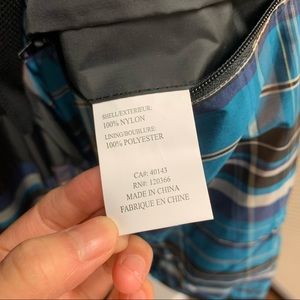 SHELL/EXTERIEUR:
100% NYLON
LINING/DOUBLURE:
100% POLYESTER
CA#: 40143
RN#: 120366
MADE IN CHINA
FABRIQUE EN CHINE